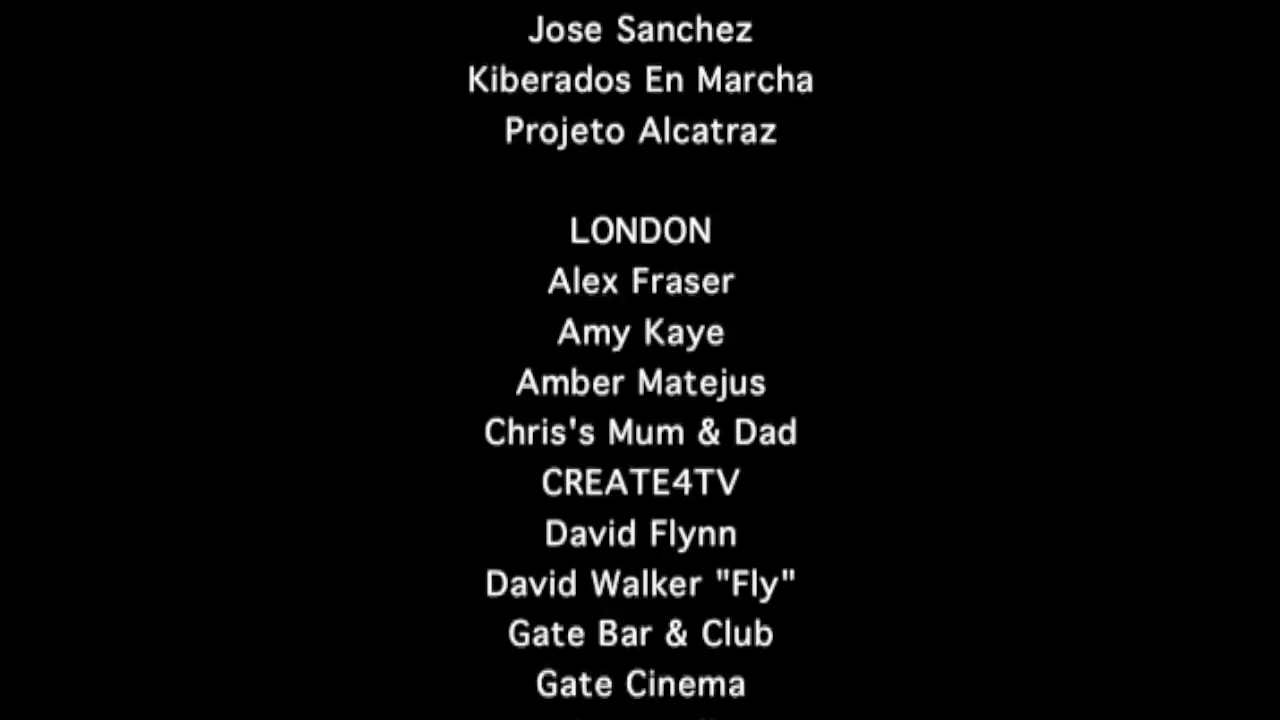 Jose Sanchez
Kiberados En Marcha
Projeto Alcatraz
LONDON
Alex Fraser
Amy Kaye
Amber Matejus
Chris's Mum & Dad
CREATE4TV
David Flynn
David Walker "Fly"
Gate Bar & Club
Gate Cinema